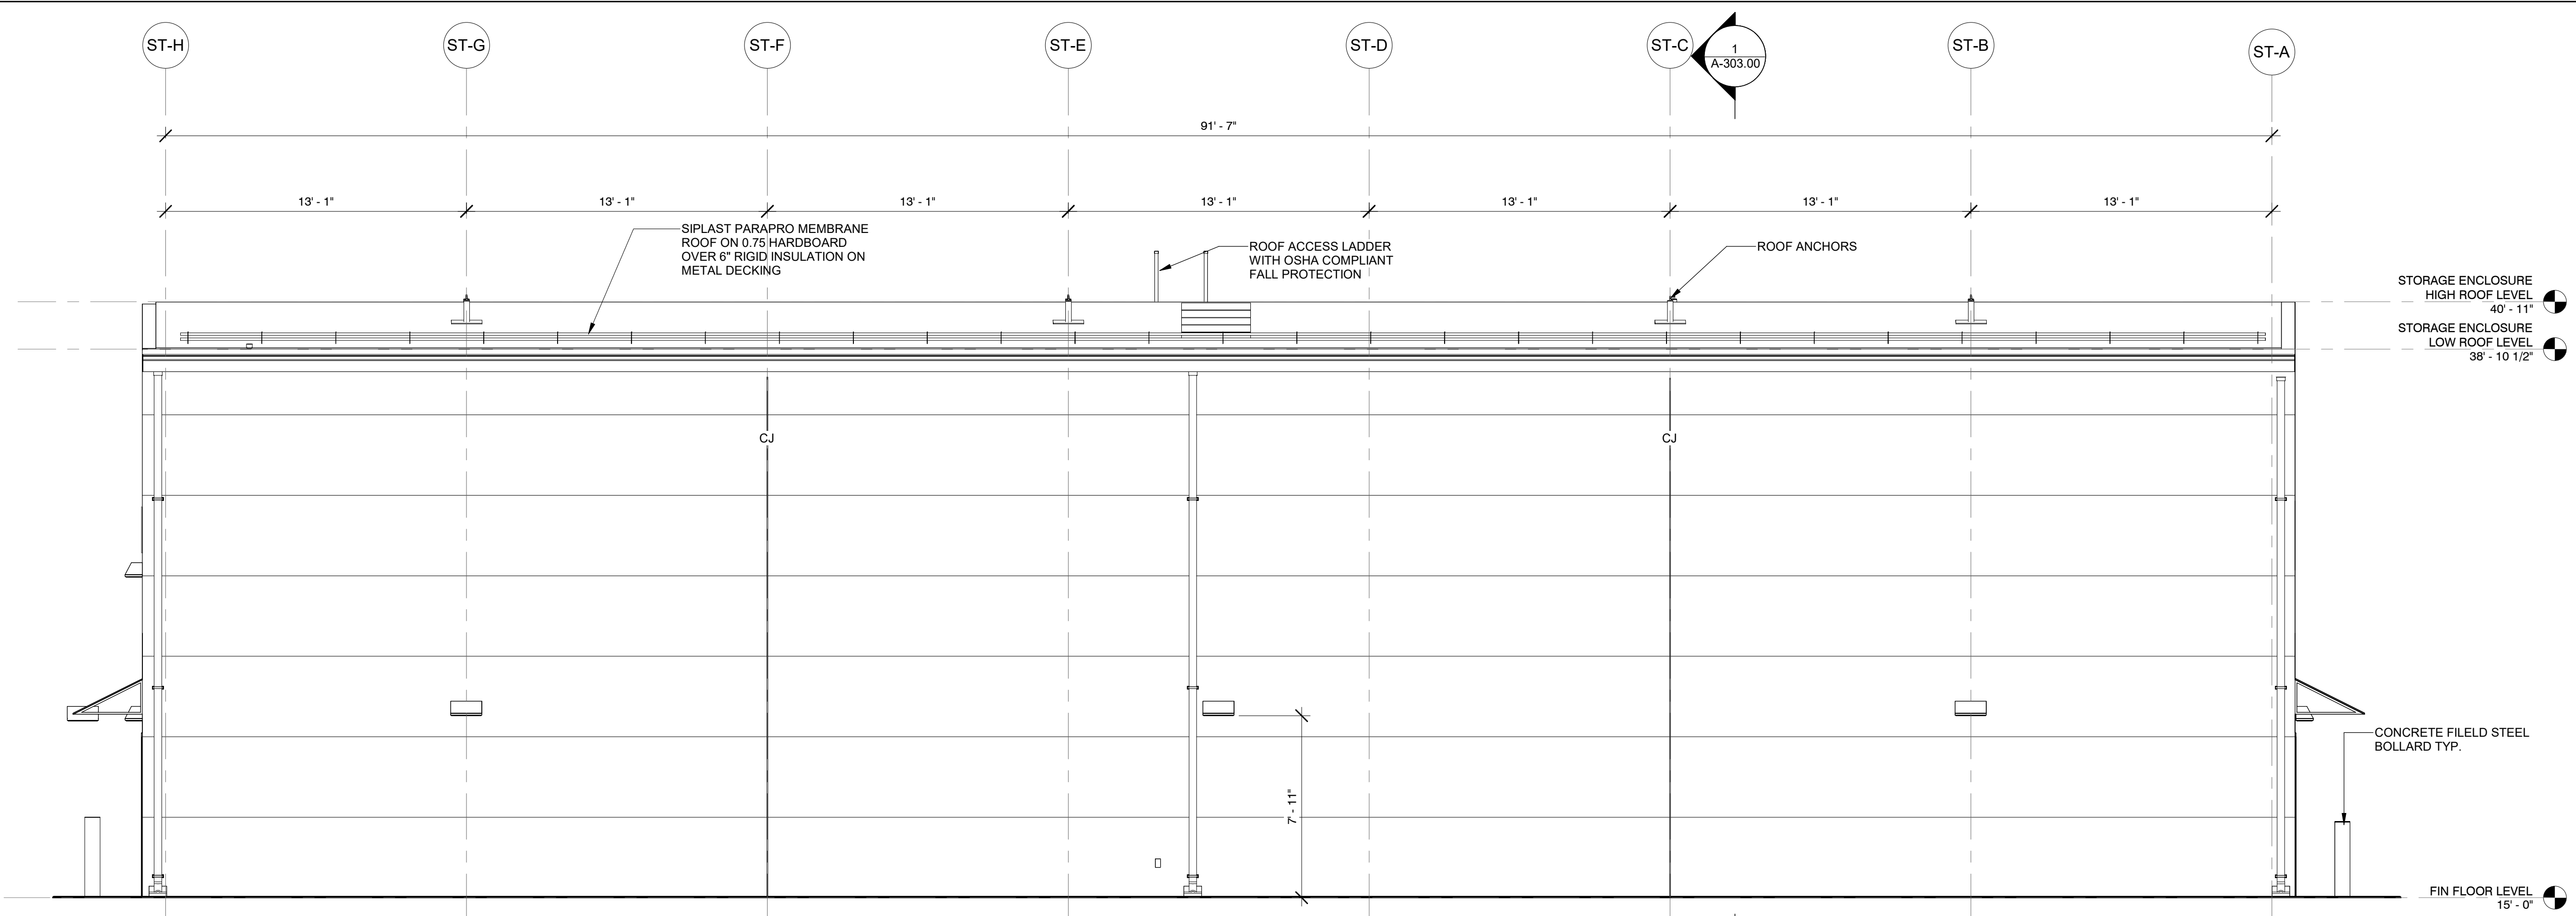 ST-H
ST-G
ST-F
ST-E
ST-D
ST-C
1
A-303.00
ST-B
ST-A
91' - 7"
13' - 1"
13' - 1"
13' - 1"
13' - 1"
13' - 1"
13' - 1"
13' - 1"
SIPLAST PARAPRO MEMBRANE
ROOF ON 0.75 HARDBOARD
OVER 6" RIGID INSULATION ON
METAL DECKING
ROOF ACCESS LADDER
WITH OSHA COMPLIANT
FALL PROTECTION
ROOF ANCHORS
STORAGE ENCLOSURE
HIGH ROOF LEVEL
40' - 11"
STORAGE ENCLOSURE
LOW ROOF LEVEL
38' - 10 1/2"
CJ
CJ
7' - 11"
CONCRETE FILELD STEEL
BOLLARD TYP.
FIN FLOOR LEVEL
15' - 0"